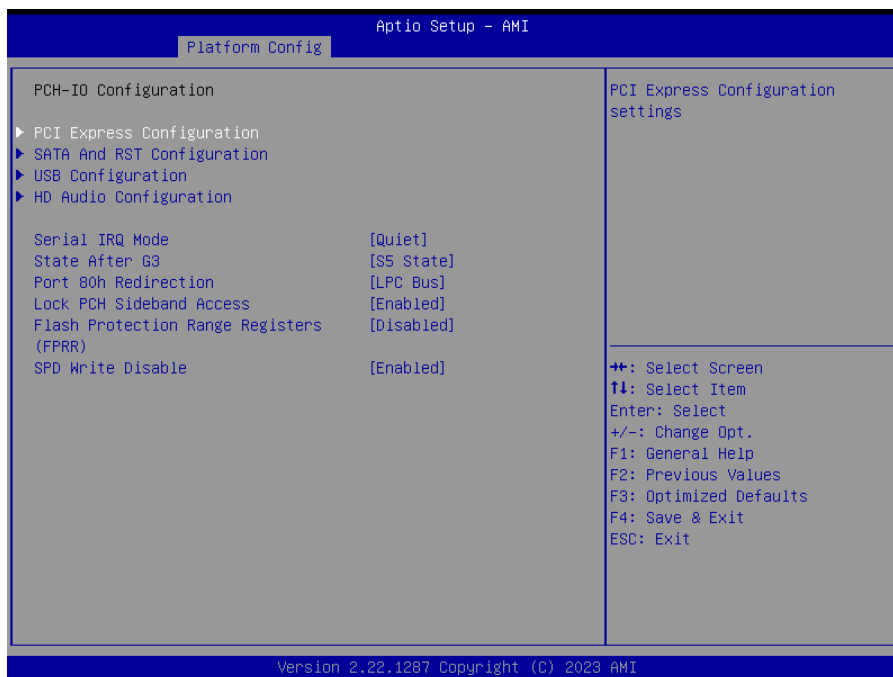 Aptio Setup – AMI
Platform Config
PCH-IO Configuration
PCI Express Configuration
SATA And RST Configuration
USB Configuration
HD Audio Configuration
Serial IRQ Mode [Quiet]
State After G3 [S5 State]
Port 80h Redirection [LPC Bus]
Lock PCH Sideband Access [Enabled]
Flash Protection Range Registers [Disabled]
(FPRR)
SPD Write Disable [Enabled]
PCI Express Configuration
settings
→←: Select Screen
↑↓: Select Item
Enter: Select
+/-: Change Opt.
F1: General Help
F2: Previous Values
F3: Optimized Defaults
F4: Save & Exit
ESC: Exit
Version 2.22.1287 Copyright (C) 2023 AMI